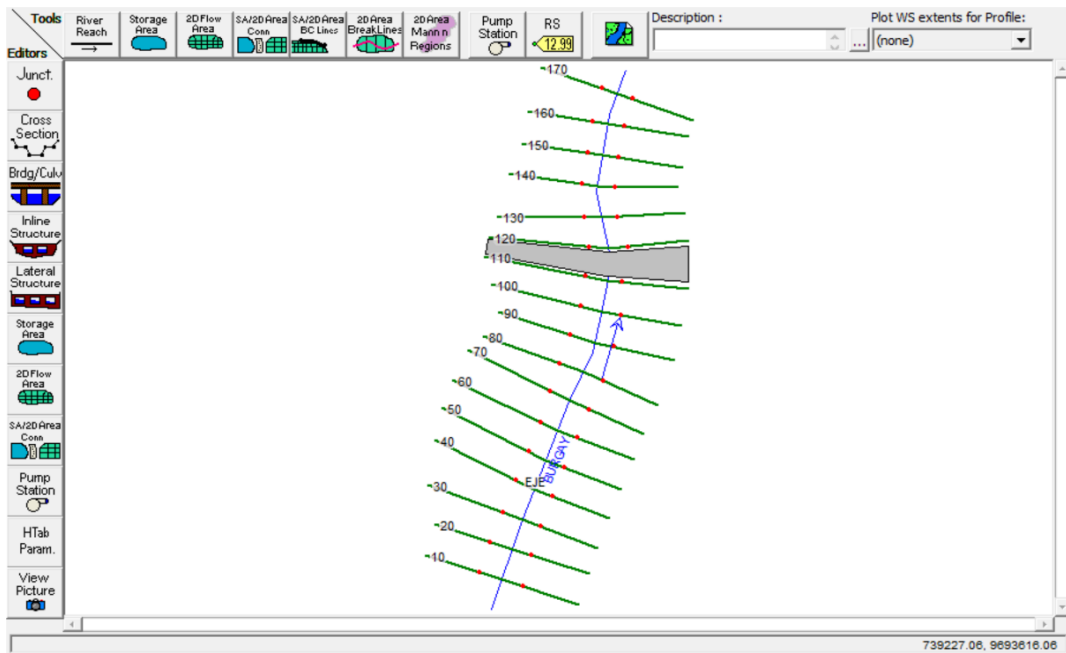 Tools
Editors
River
Reach
Storage
Area
2D Flow
Area
SA/2D Area
Conn
SA/2D Area
BC Lines
2D Area
BreakLines
2D Area
Mann n
Regions
Pump
Station
RS
12.99
Description :
...
Plot WS extents for Profile:
(none)
Junct.
Cross
Section
Brdg/Culv
Inline
Structure
Lateral
Structure
Storage
Area
2D Flow
Area
SA/2D Area
Conn
Pump
Station
HTab
Param.
View
Picture
170
160
150
140
130
120
110
100
90
80
70
60
50
40
30
20
10
BURGAY
EJE
739227.06, 9693616.06